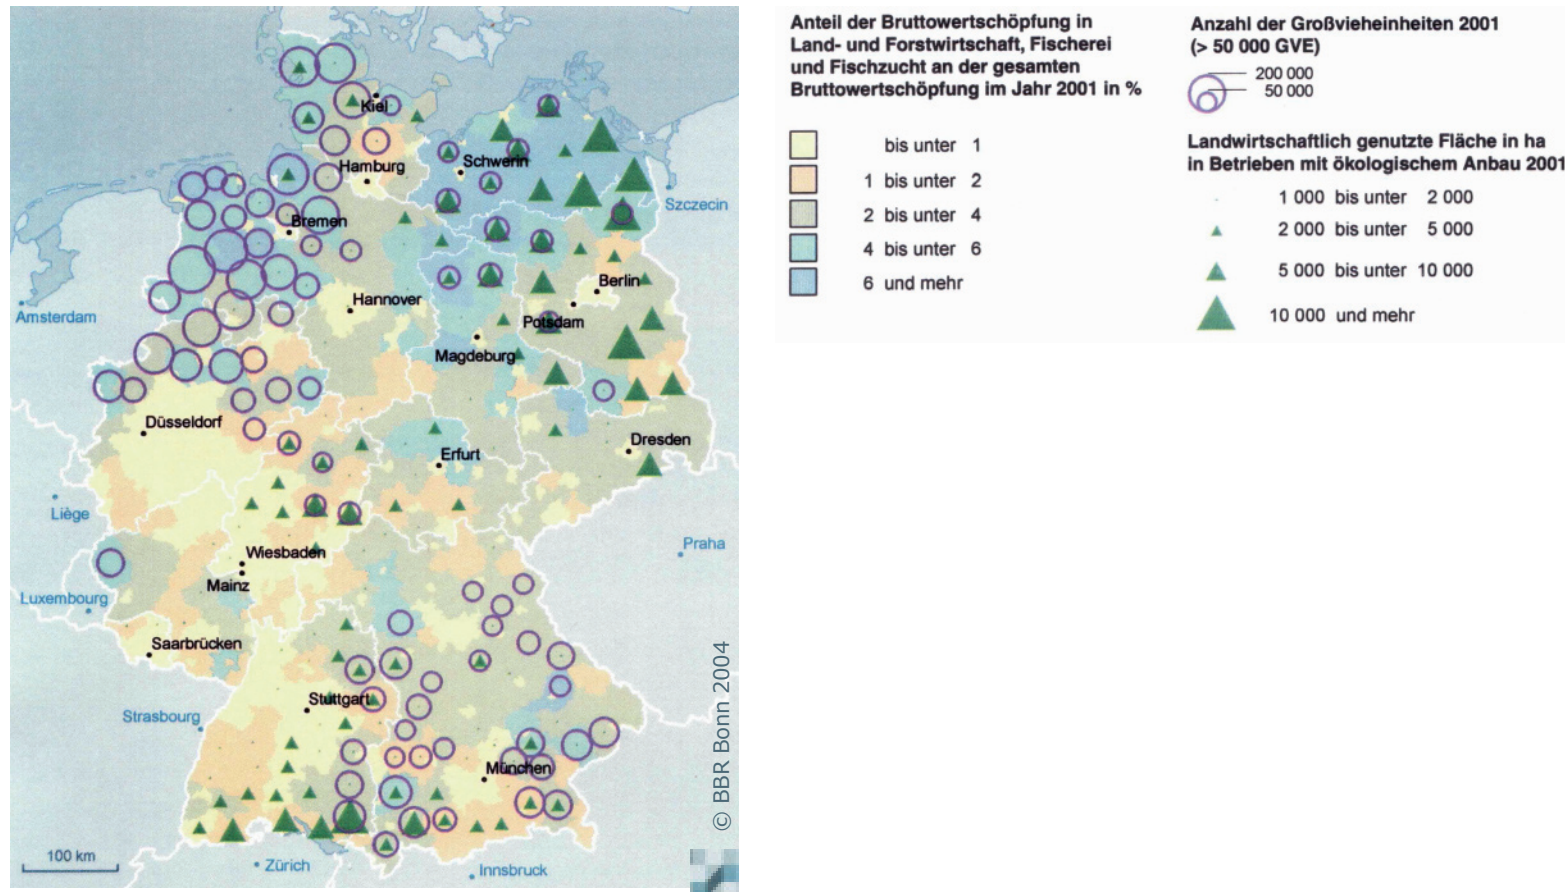 Kiel
Schwerin
Hamburg
Szczecin
Bremen
Berlin
Hannover
Amsterdam
Potsdam
Magdeburg
Düsseldorf
Dresden
Erfurt
Liège
Praha
Wiesbaden
Mainz
Luxembourg
Saarbrücken
Stuttgart
Strasbourg
München
100 km
Zürich
Innsbruck
© BBR Bonn 2004
Anteil der Bruttowertschöpfung in
Land- und Forstwirtschaft, Fischerei
und Fischzucht an der gesamten
Bruttowertschöpfung im Jahr 2001 in %
bis unter 1
1 bis unter 2
2 bis unter 4
4 bis unter 6
6 und mehr
Anzahl der Großvieheinheiten 2001
(> 50 000 GVE)
200 000
50 000
Landwirtschaftlich genutzte Fläche in ha
in Betrieben mit ökologischem Anbau 2001
1 000 bis unter 2 000
2 000 bis unter 5 000
5 000 bis unter 10 000
10 000 und mehr